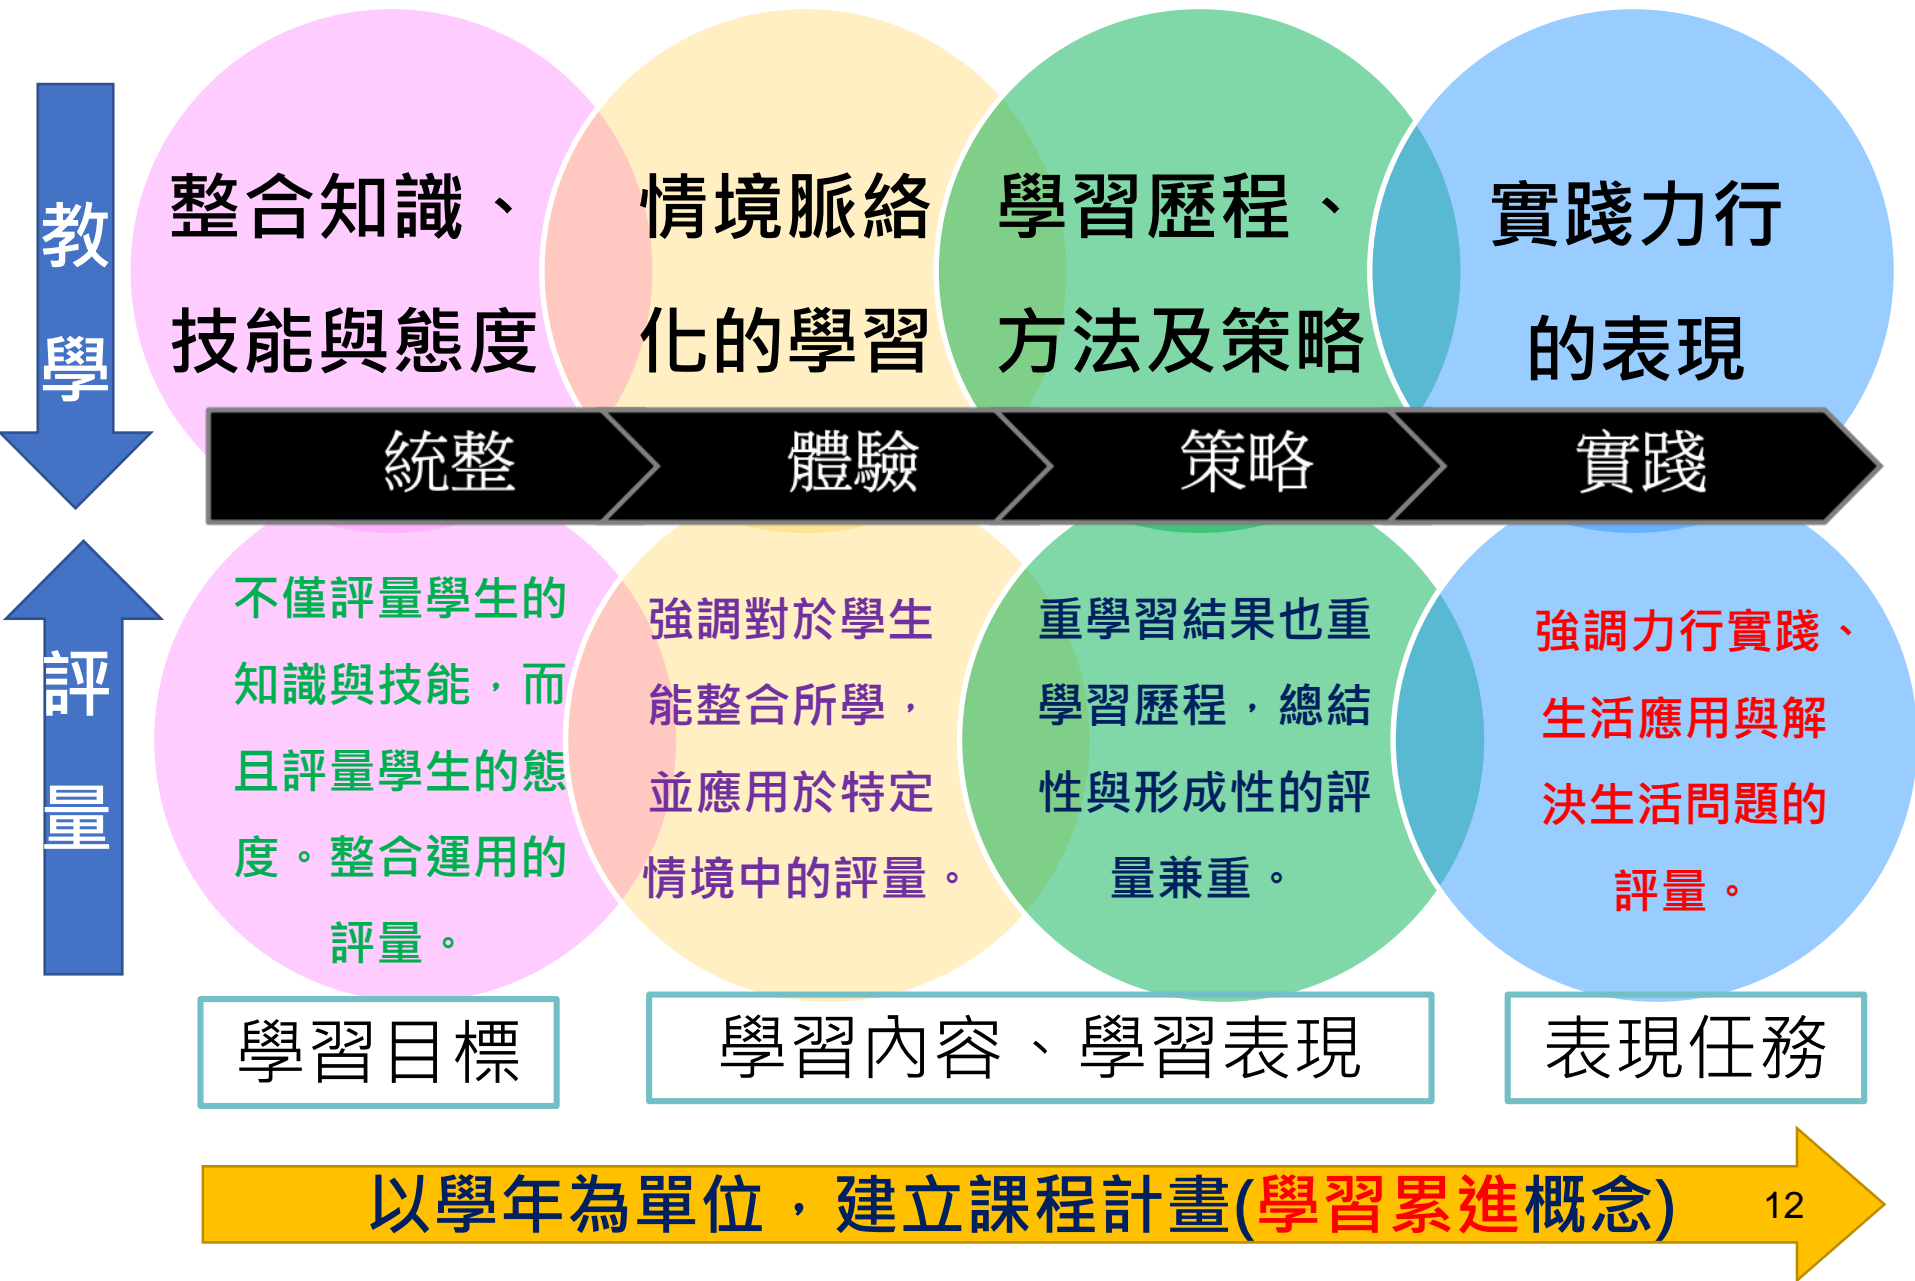 教
學
整合知識、
技能與態度
情境脈絡
化的學習
學習歷程、
方法及策略
實踐力行
的表現
統整
體驗
策略
實踐
評
量
不僅評量學生的
知識與技能，而
且評量學生的態
度。整合運用的
評量。
強調對於學生
能整合所學，
並應用於特定
情境中的評量。
重學習結果也重
學習歷程，總結
性與形成性的評
量兼重。
強調力行實踐、
生活應用與解
決生活問題的
評量。
學習目標
學習內容、學習表現
表現任務
以學年為單位，建立課程計畫(學習累進概念)
12